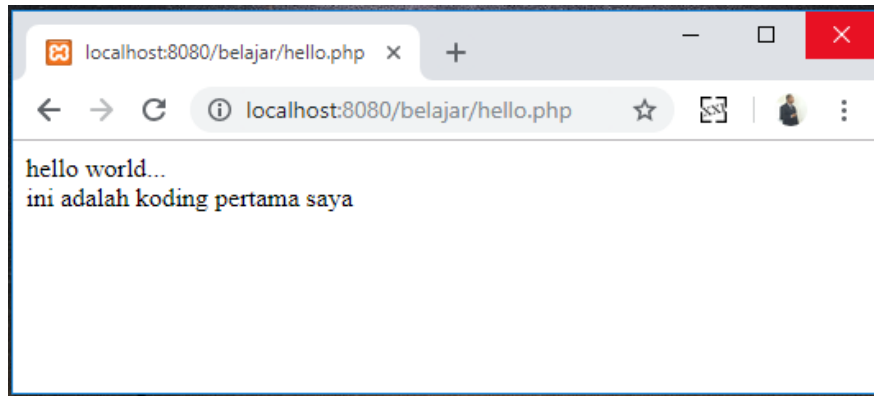 localhost:8080/belajar/hello.php
localhost:8080/belajar/hello.php
hello world...
ini adalah koding pertama saya